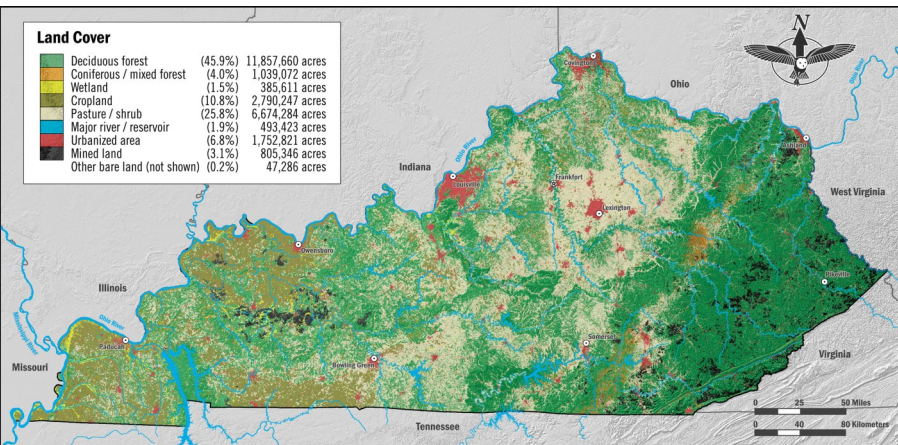 Land Cover
Deciduous forest (45.9%) 11,857,660 acres
Coniferous / mixed forest (4.0%) 1,039,072 acres
Wetland (1.5%) 385,611 acres
Cropland (10.8%) 2,790,247 acres
Pasture / shrub (25.8%) 6,674,284 acres
Major river / reservoir (1.9%) 493,423 acres
Urbanized area (6.8%) 1,752,821 acres
Mined land (3.1%) 805,346 acres
Other bare land (not shown) (0.2%) 47,286 acres
N
Covington
Ohio
Ohio River
Ashland
Indiana
Ohio River
Louisville
Frankfort
Lexington
West Virginia
Owensboro
Pikeville
Illinois
Ohio River
Mississippi River
Paducah
Somerset
Bowling Green
Missouri
Virginia
Tennessee
0 25 50 Miles
0 40 80 Kilometers